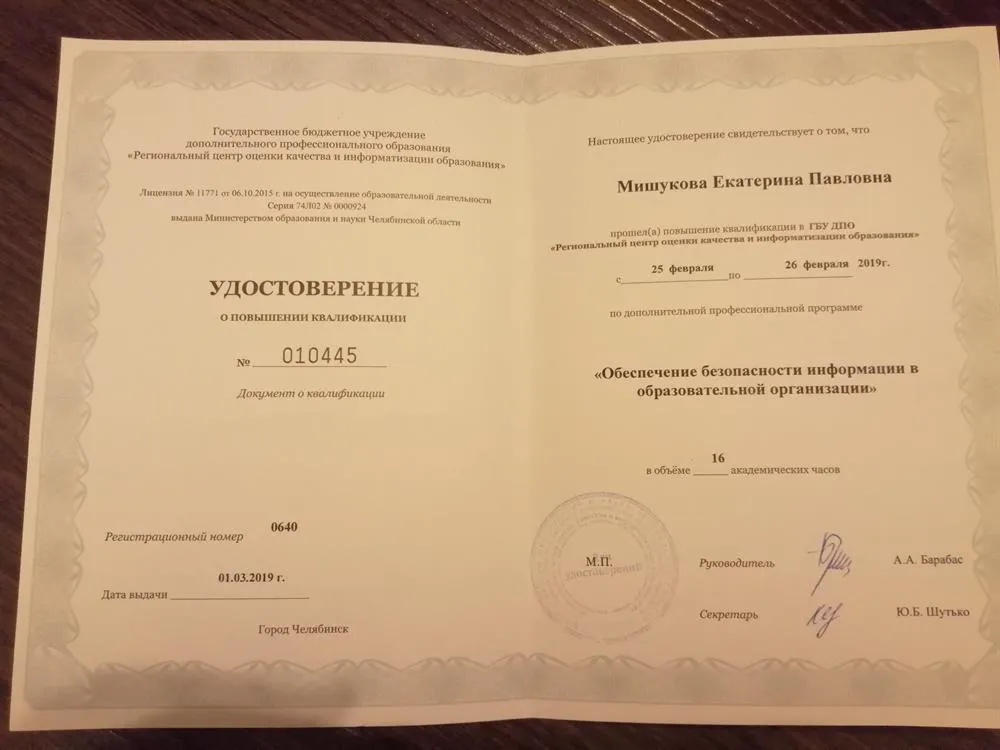 Государственное бюджетное учреждение
дополнительного профессионального образования
«Региональный центр оценки качества и информатизации образования»
Лицензия № 11771 от 06.10.2015 г. на осуществление образовательной деятельности
Серия 74Л02 № 0000924
выдана Министерством образования и науки Челябинской области
УДОСТОВЕРЕНИЕ
О ПОВЫШЕНИИ КВАЛИФИКАЦИИ
№ 010445
Документ о квалификации
Регистрационный номер 0640
01.03.2019 г.
Дата выдачи
Город Челябинск
Настоящее удостоверение свидетельствует о том, что
Мишукова Екатерина Павловна
прошел(а) повышение квалификации в ГБУ ДПО
«Региональный центр оценки качества и информатизации образования»
с 25 февраля по 26 февраля 2019г.
по дополнительной профессиональной программе
«Обеспечение безопасности информации в
образовательной организации»
в объёме 16 академических часов
М.П.
удостоверений
Руководитель А.А. Барабас
Секретарь Ю.Б. Шутько